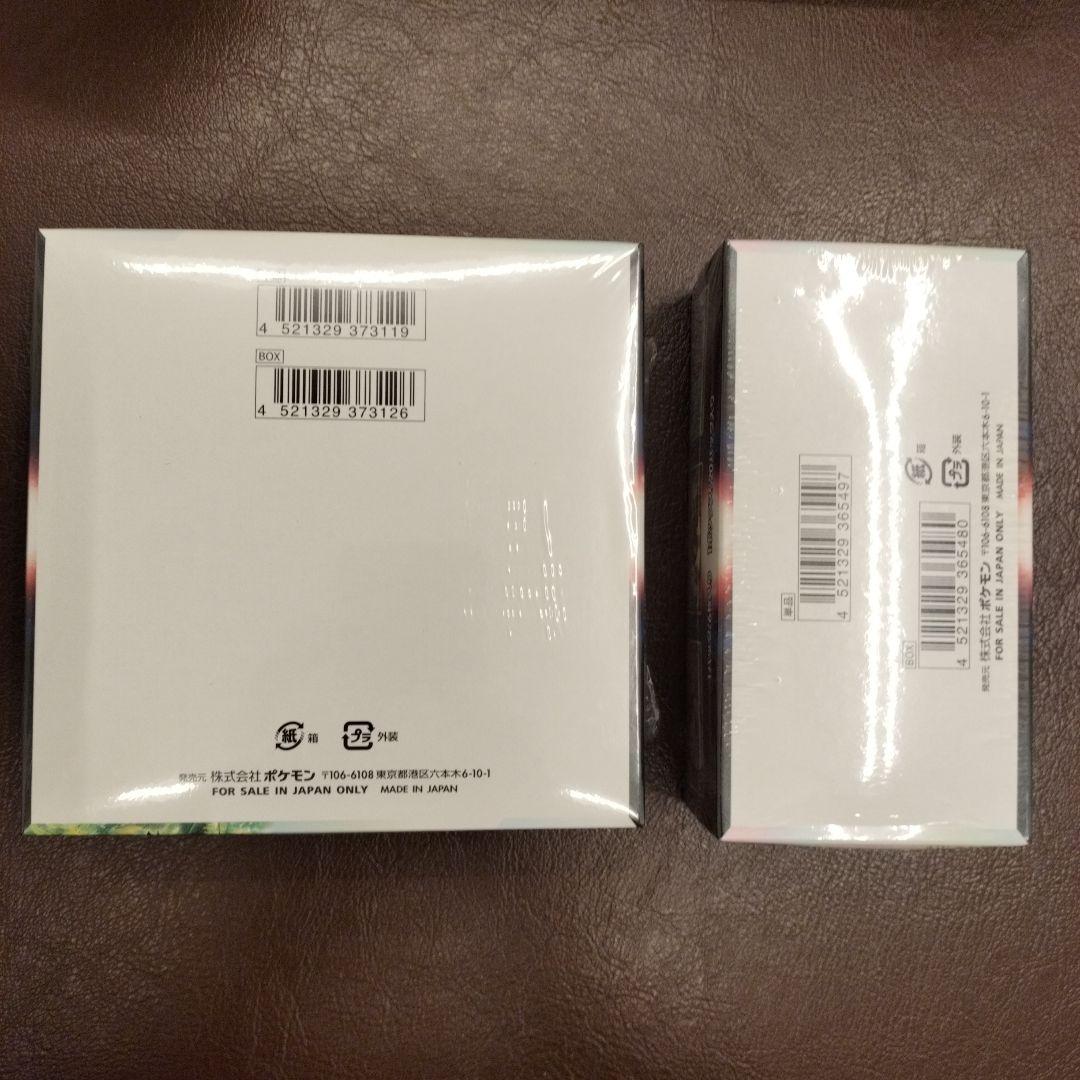 4 521329 373119
BOX
4 521329 373126
紙 箱
プラ 外装
発売元 株式会社 ポケモン 〒106-6108 東京都港区六本木6-10-1
FOR SALE IN JAPAN ONLY MADE IN JAPAN
単品
4 521329 365497
BOX
4 521329 365480
紙 箱
プラ 外装
発売元 株式会社 ポケモン 〒106-6108 東京都港区六本木6-10-1
FOR SALE IN JAPAN ONLY MADE IN JAPAN